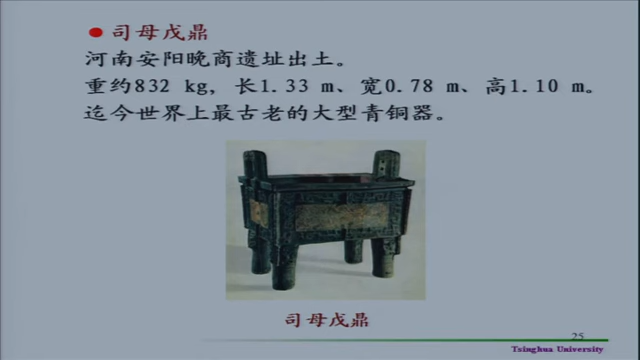 司母戊鼎
河南安阳晚商遗址出土。
重约832 kg, 长1.33 m、宽0.78 m、高1.10 m。
迄今世界上最古老的大型青铜器。
司母戊鼎
25
Tsinghua University